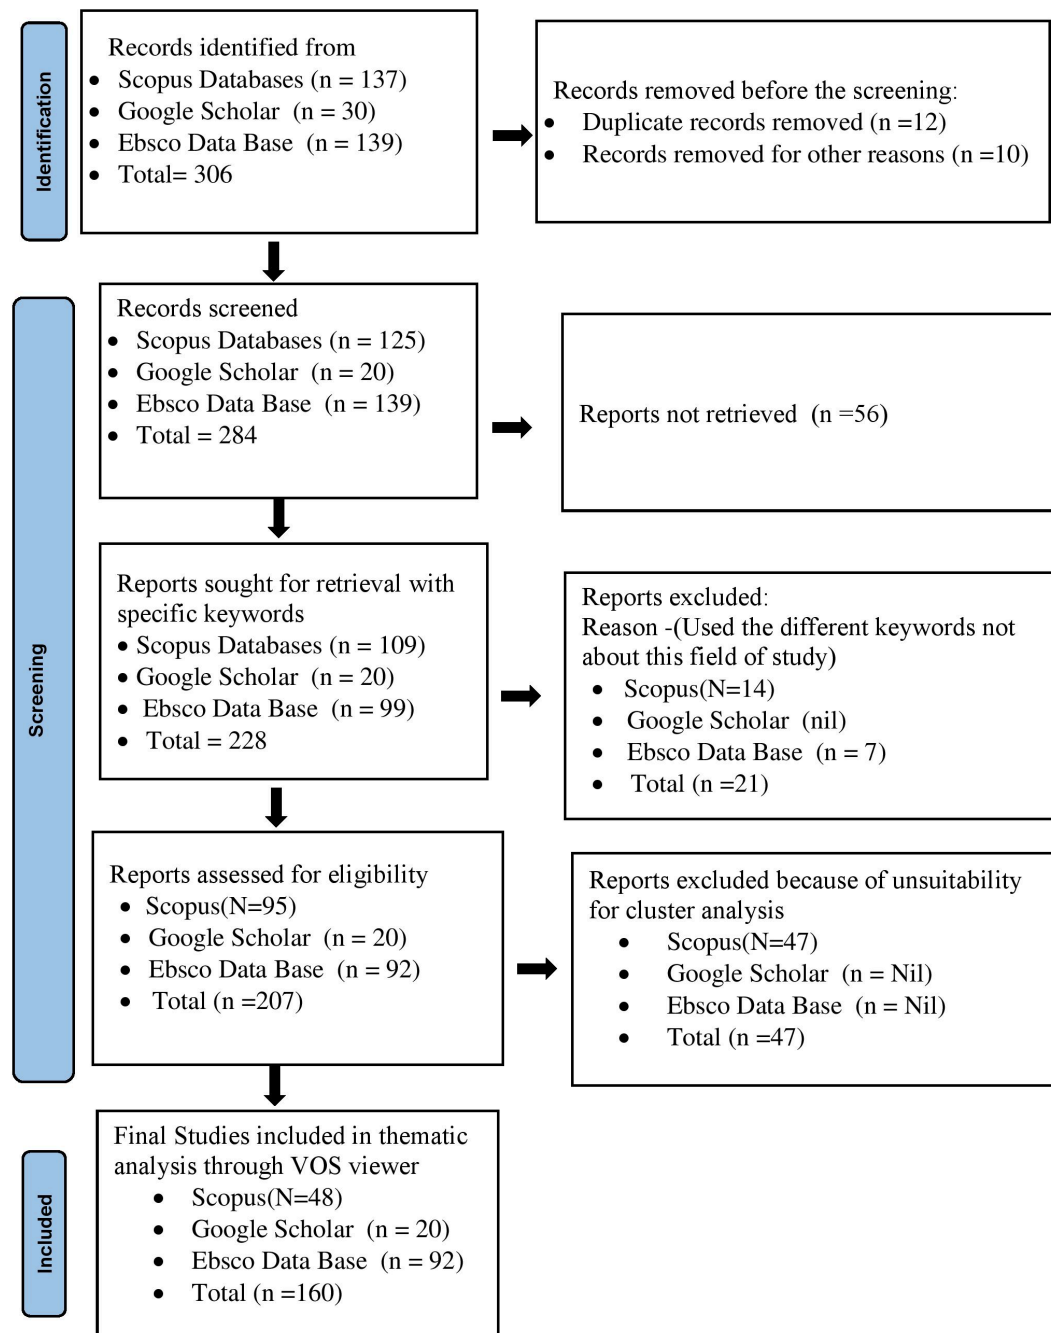 Identification
Records identified from
• Scopus Databases (n = 137)
• Google Scholar (n = 30)
• Ebsco Data Base (n = 139)
• Total= 306
Records removed before the screening:
• Duplicate records removed (n =12)
• Records removed for other reasons (n =10)
Screening
Records screened
• Scopus Databases (n = 125)
• Google Scholar (n = 20)
• Ebsco Data Base (n = 139)
• Total = 284
Reports not retrieved (n =56)
Reports sought for retrieval with
specific keywords
• Scopus Databases (n = 109)
• Google Scholar (n = 20)
• Ebsco Data Base (n = 99)
• Total = 228
Reports excluded:
Reason -(Used the different keywords not
about this field of study)
• Scopus(N=14)
• Google Scholar (nil)
• Ebsco Data Base (n = 7)
• Total (n =21)
Reports assessed for eligibility
• Scopus(N=95)
• Google Scholar (n = 20)
• Ebsco Data Base (n = 92)
• Total (n =207)
Reports excluded because of unsuitability
for cluster analysis
• Scopus(N=47)
• Google Scholar (n = Nil)
• Ebsco Data Base (n = Nil)
• Total (n =47)
Included
Final Studies included in thematic
analysis through VOS viewer
• Scopus(N=48)
• Google Scholar (n = 20)
• Ebsco Data Base (n = 92)
• Total (n =160)